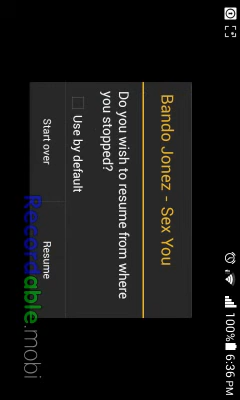 100% 6:36 PM
Bando Jonez - Sex You
Do you wish to resume from where
you stopped?
Use by default
Start over
Resume
Recordable.mobi